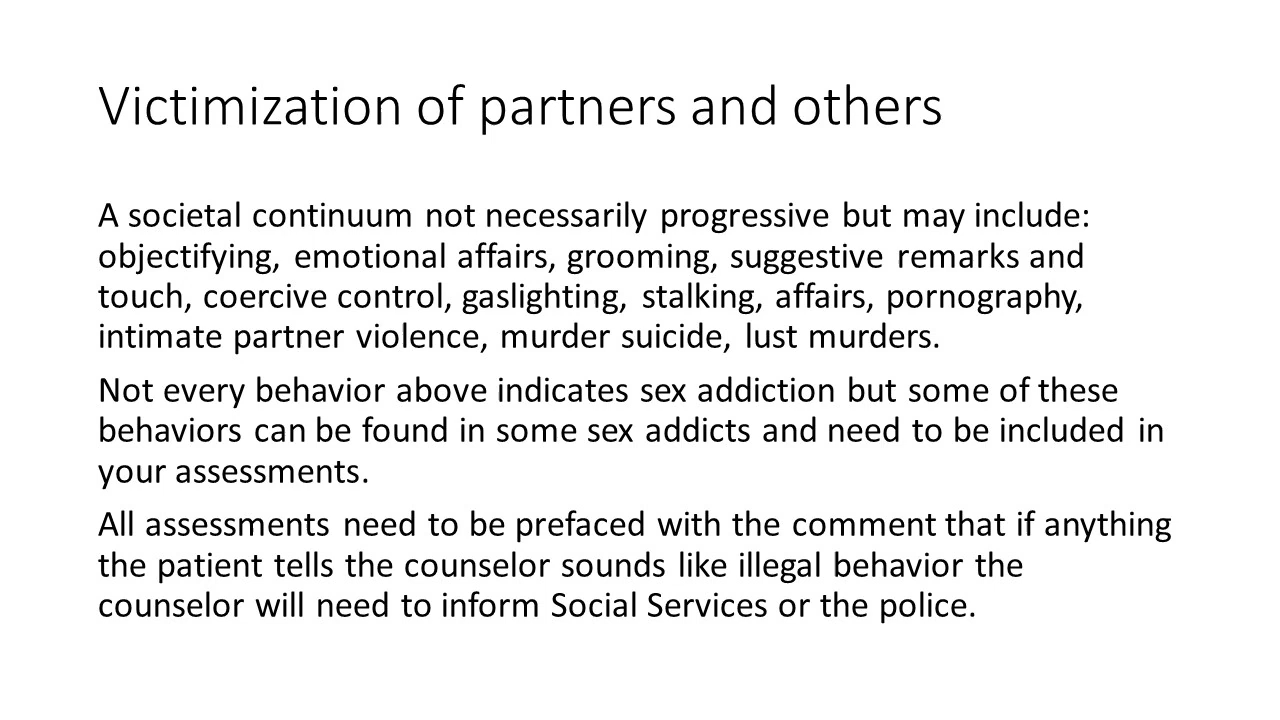 Victimization of partners and others
A societal continuum not necessarily progressive but may include:
objectifying, emotional affairs, grooming, suggestive remarks and
touch, coercive control, gaslighting, stalking, affairs, pornography,
intimate partner violence, murder suicide, lust murders.
Not every behavior above indicates sex addiction but some of these
behaviors can be found in some sex addicts and need to be included in
your assessments.
All assessments need to be prefaced with the comment that if anything
the patient tells the counselor sounds like illegal behavior the
counselor will need to inform Social Services or the police.